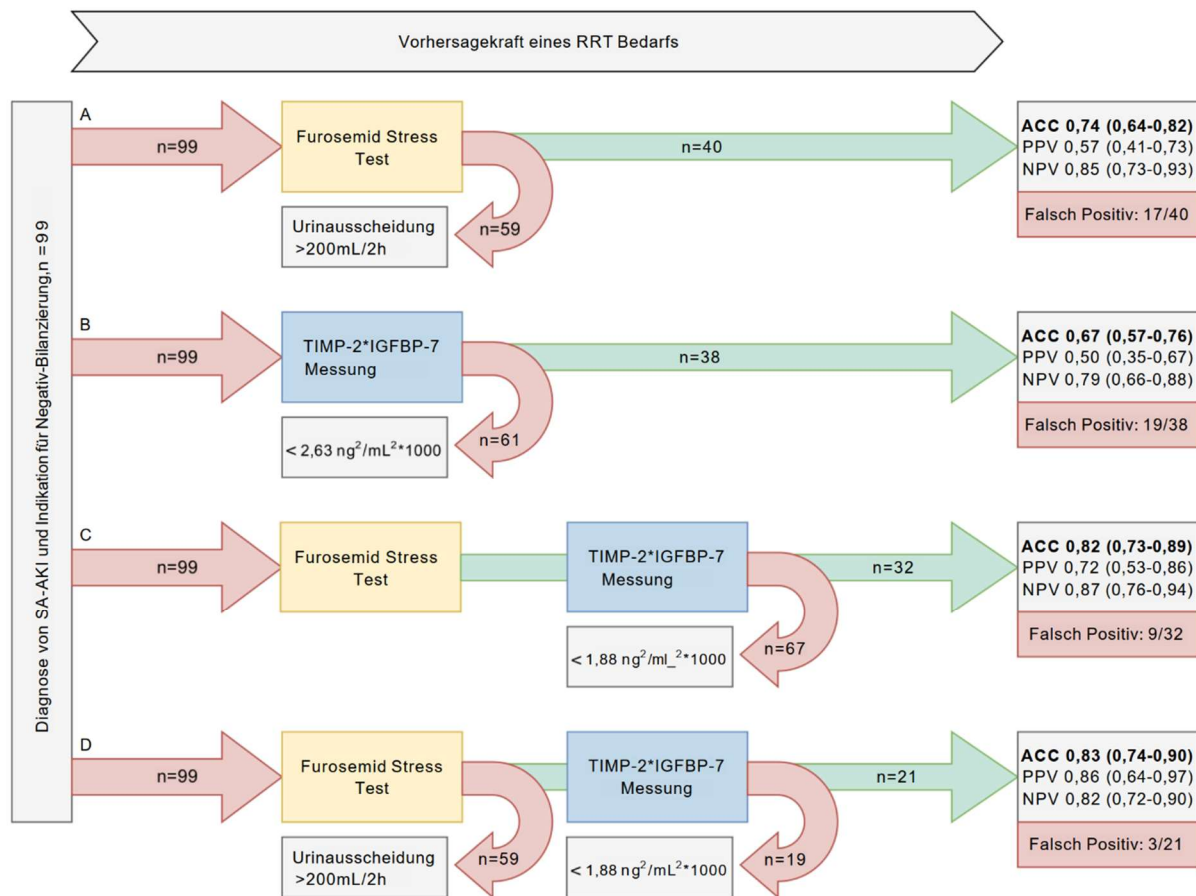 Vorhersagekraft eines RRT Bedarfs
Diagnose von SA-AKI und Indikation für Negativ-Bilanzierung,n = 99
A
n=99
Furosemid Stress
Test
n=40
Urinausscheidung
>200mL/2h
n=59
ACC 0,74 (0,64-0,82)
PPV 0,57 (0,41-0,73)
NPV 0,85 (0,73-0,93)
Falsch Positiv: 17/40
B
n=99
TIMP-2*IGFBP-7
Messung
n=38
< 2,63 ng²/mL²*1000
n=61
ACC 0,67 (0,57-0,76)
PPV 0,50 (0,35-0,67)
NPV 0,79 (0,66-0,88)
Falsch Positiv: 19/38
C
n=99
Furosemid Stress
Test
TIMP-2*IGFBP-7
Messung
n=32
< 1,88 ng²/ml_²*1000
n=67
ACC 0,82 (0,73-0,89)
PPV 0,72 (0,53-0,86)
NPV 0,87 (0,76-0,94)
Falsch Positiv: 9/32
D
n=99
Furosemid Stress
Test
TIMP-2*IGFBP-7
Messung
n=21
Urinausscheidung
>200mL/2h
n=59
< 1,88 ng²/mL²*1000
n=19
ACC 0,83 (0,74-0,90)
PPV 0,86 (0,64-0,97)
NPV 0,82 (0,72-0,90)
Falsch Positiv: 3/21